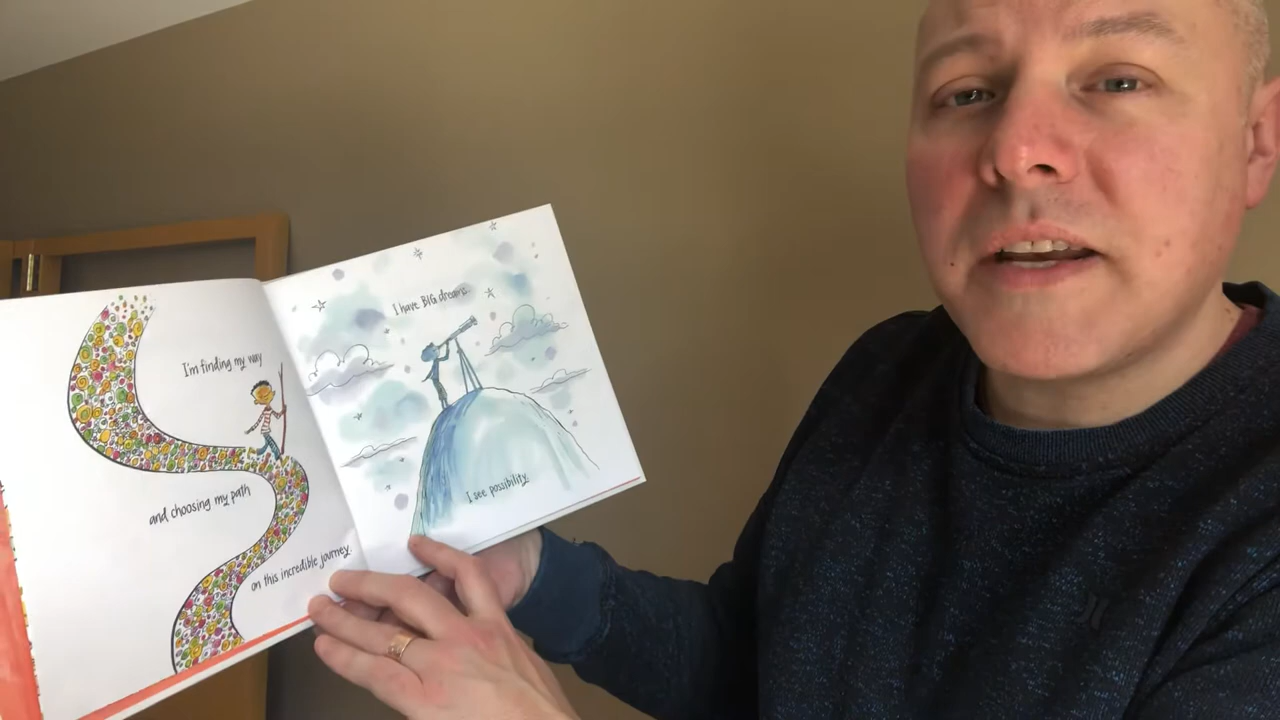 I'm finding my way
and choosing my path
on this incredible journey.
I have BIG dreams.
I see possibility.